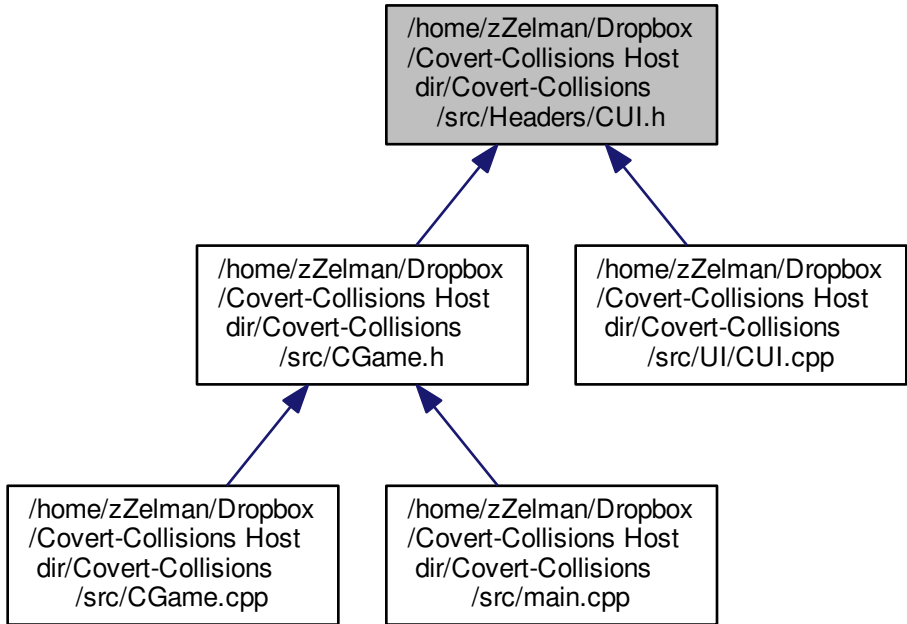 /home/zZelman/Dropbox
/Covert-Collisions Host
dir/Covert-Collisions
/src/Headers/CUI.h
/home/zZelman/Dropbox
/Covert-Collisions Host
dir/Covert-Collisions
/src/CGame.h
/home/zZelman/Dropbox
/Covert-Collisions Host
dir/Covert-Collisions
/src/UI/CUI.cpp
/home/zZelman/Dropbox
/Covert-Collisions Host
dir/Covert-Collisions
/src/CGame.cpp
/home/zZelman/Dropbox
/Covert-Collisions Host
dir/Covert-Collisions
/src/main.cpp